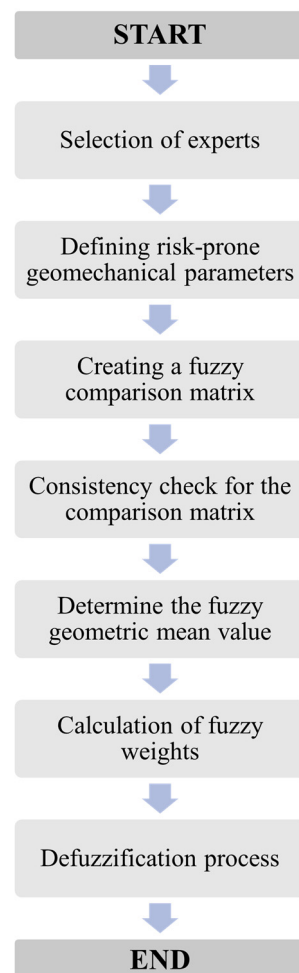 START
Selection of experts
Defining risk-prone
geomechanical parameters
Creating a fuzzy
comparison matrix
Consistency check for the
comparison matrix
Determine the fuzzy
geometric mean value
Calculation of fuzzy
weights
Defuzzification process
END